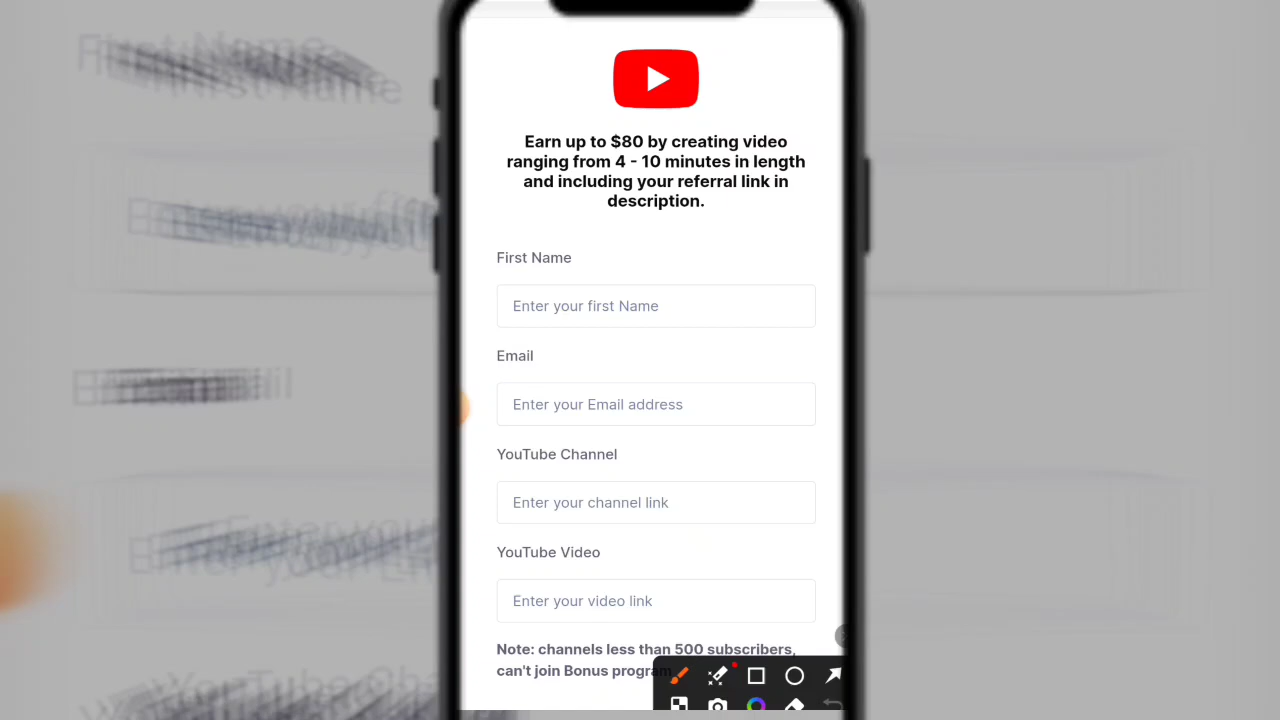 Earn up to $80 by creating video
ranging from 4 - 10 minutes in length
and including your referral link in
description.
First Name
Enter your first Name
Email
Enter your Email address
YouTube Channel
Enter your channel link
YouTube Video
Enter your video link
Note: channels less than 500 subscribers,
can't join Bonus program